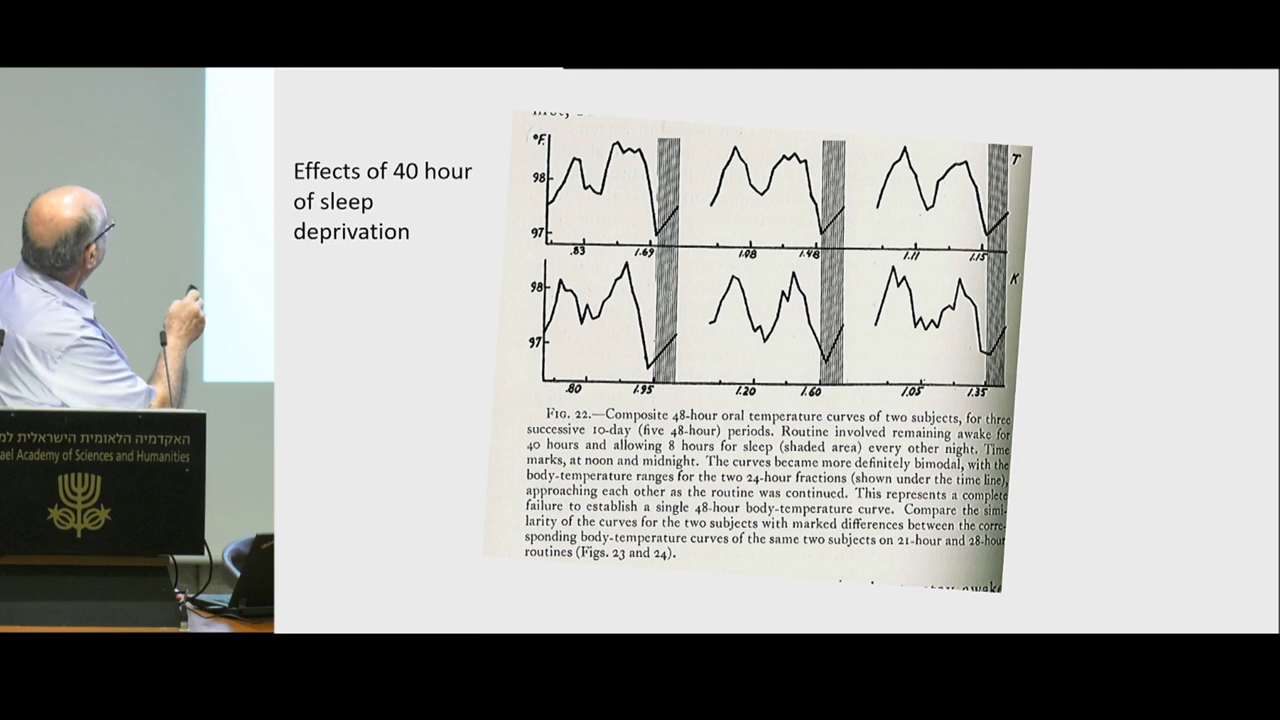 Effects of 40 hour
of sleep
deprivation
°F.
98
97
.83
1.69
1.98
1.48
1.11
1.15
T
98
97
.80
1.95
1.20
1.60
1.05
1.35
K
FIG. 22.—Composite 48-hour oral temperature curves of two subjects, for three
successive 10-day (five 48-hour) periods. Routine involved remaining awake for
40 hours and allowing 8 hours for sleep (shaded area) every other night. Time
marks, at noon and midnight. The curves became more definitely bimodal, with the
body-temperature ranges for the two 24-hour fractions (shown under the time line),
approaching each other as the routine was continued. This represents a complete
failure to establish a single 48-hour body-temperature curve. Compare the simi-
larity of the curves for the two subjects with marked differences between the corre-
sponding body-temperature curves of the same two subjects on 21-hour and 28-hour
routines (Figs. 23 and 24).
האקדמיה הלאומית הישראלית
ael Academy of Sciences and Humanities